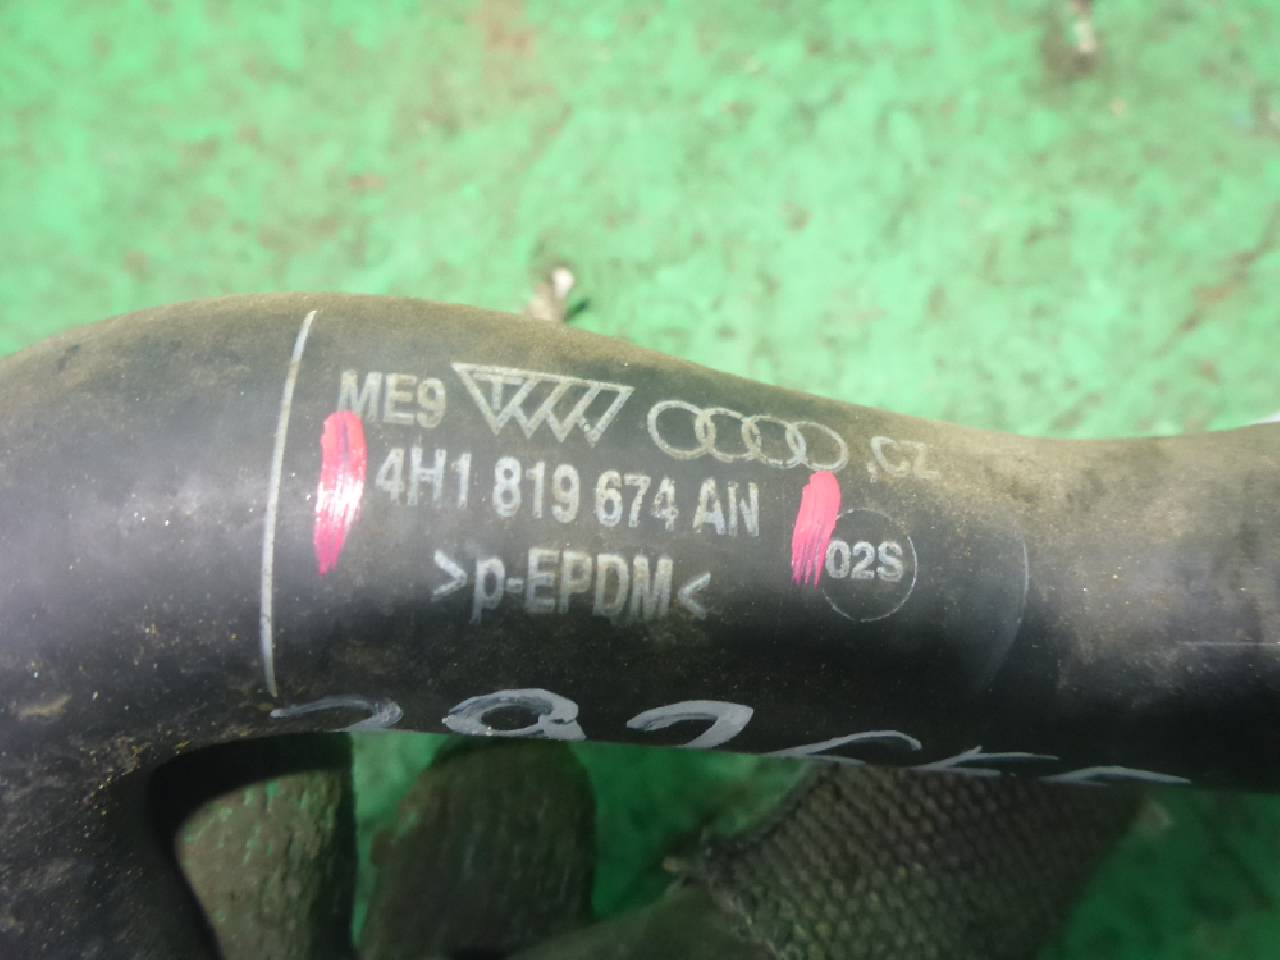 ME9 .CZ
4H1 819 674 AN
02S
>p-EPDM<